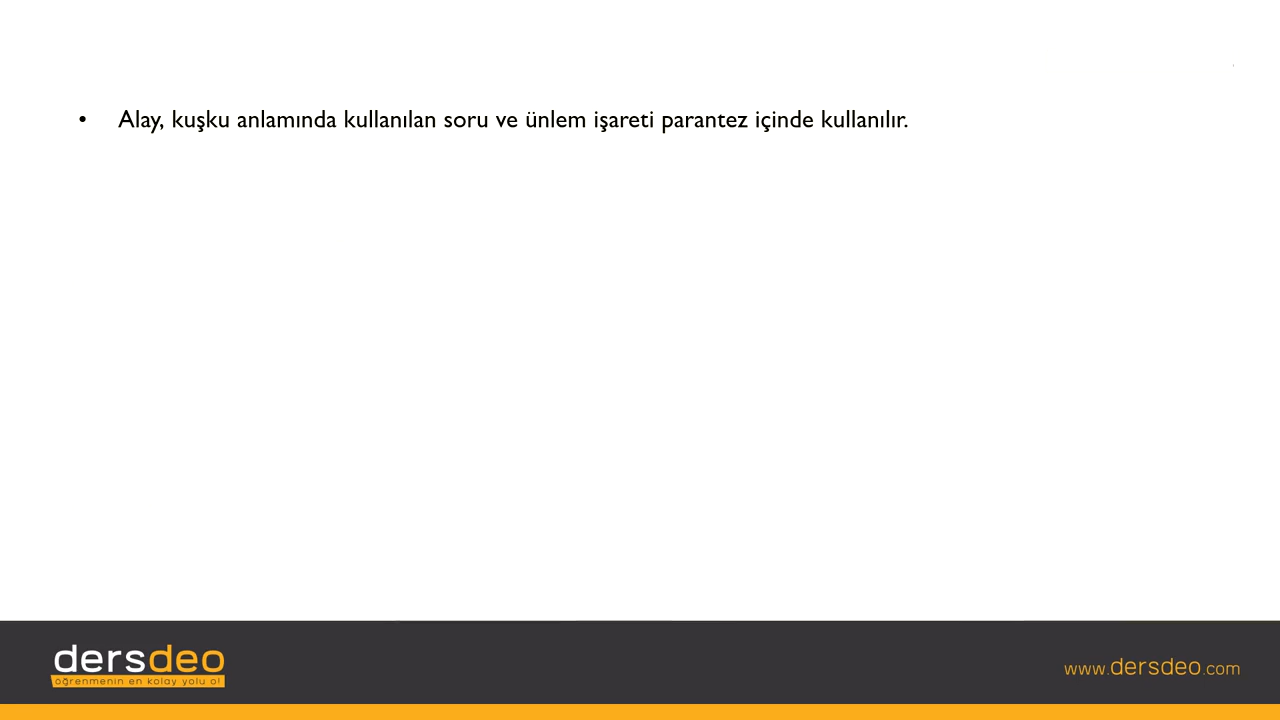 • Alay, kuşku anlamında kullanılan soru ve ünlem işareti parantez içinde kullanılır.
dersdeo
öğrenmenin en kolay yolu o!
www.dersdeo.com